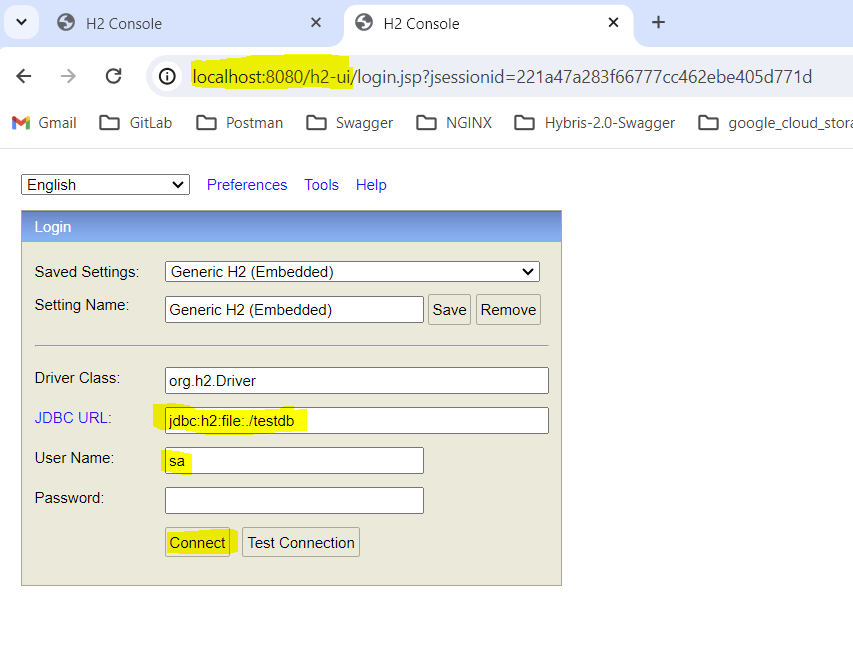 H2 Console
H2 Console
localhost:8080/h2-ui/login.jsp?jsessionid=221a47a283f66777cc462ebe405d771d
Gmail GitLab Postman Swagger NGINX Hybris-2.0-Swagger google_cloud_stora
English Preferences Tools Help
Login
Saved Settings: Generic H2 (Embedded)
Setting Name: Generic H2 (Embedded) Save Remove
Driver Class: org.h2.Driver
JDBC URL: jdbc:h2:file:./testdb
User Name: sa
Password:
Connect Test Connection